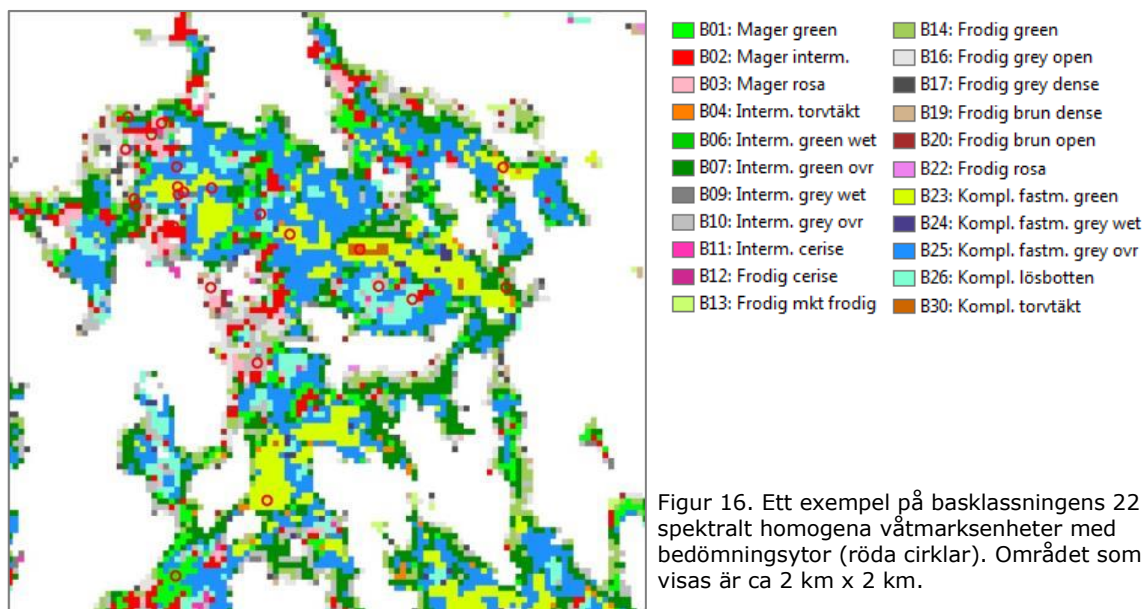 B01: Mager green
B02: Mager interm.
B03: Mager rosa
B04: Interm. torvtäkt
B06: Interm. green wet
B07: Interm. green ovr
B09: Interm. grey wet
B10: Interm. grey ovr
B11: Interm. cerise
B12: Frodig cerise
B13: Frodig mkt frodig
B14: Frodig green
B16: Frodig grey open
B17: Frodig grey dense
B19: Frodig brun dense
B20: Frodig brun open
B22: Frodig rosa
B23: Kompl. fastm. green
B24: Kompl. fastm. grey wet
B25: Kompl. fastm. grey ovr
B26: Kompl. lösbotten
B30: Kompl. torvtäkt
Figur 16. Ett exempel på basklassningens 22
spektralt homogena våtmarksenheter med
bedömningsytor (röda cirklar). Området som
visas är ca 2 km x 2 km.